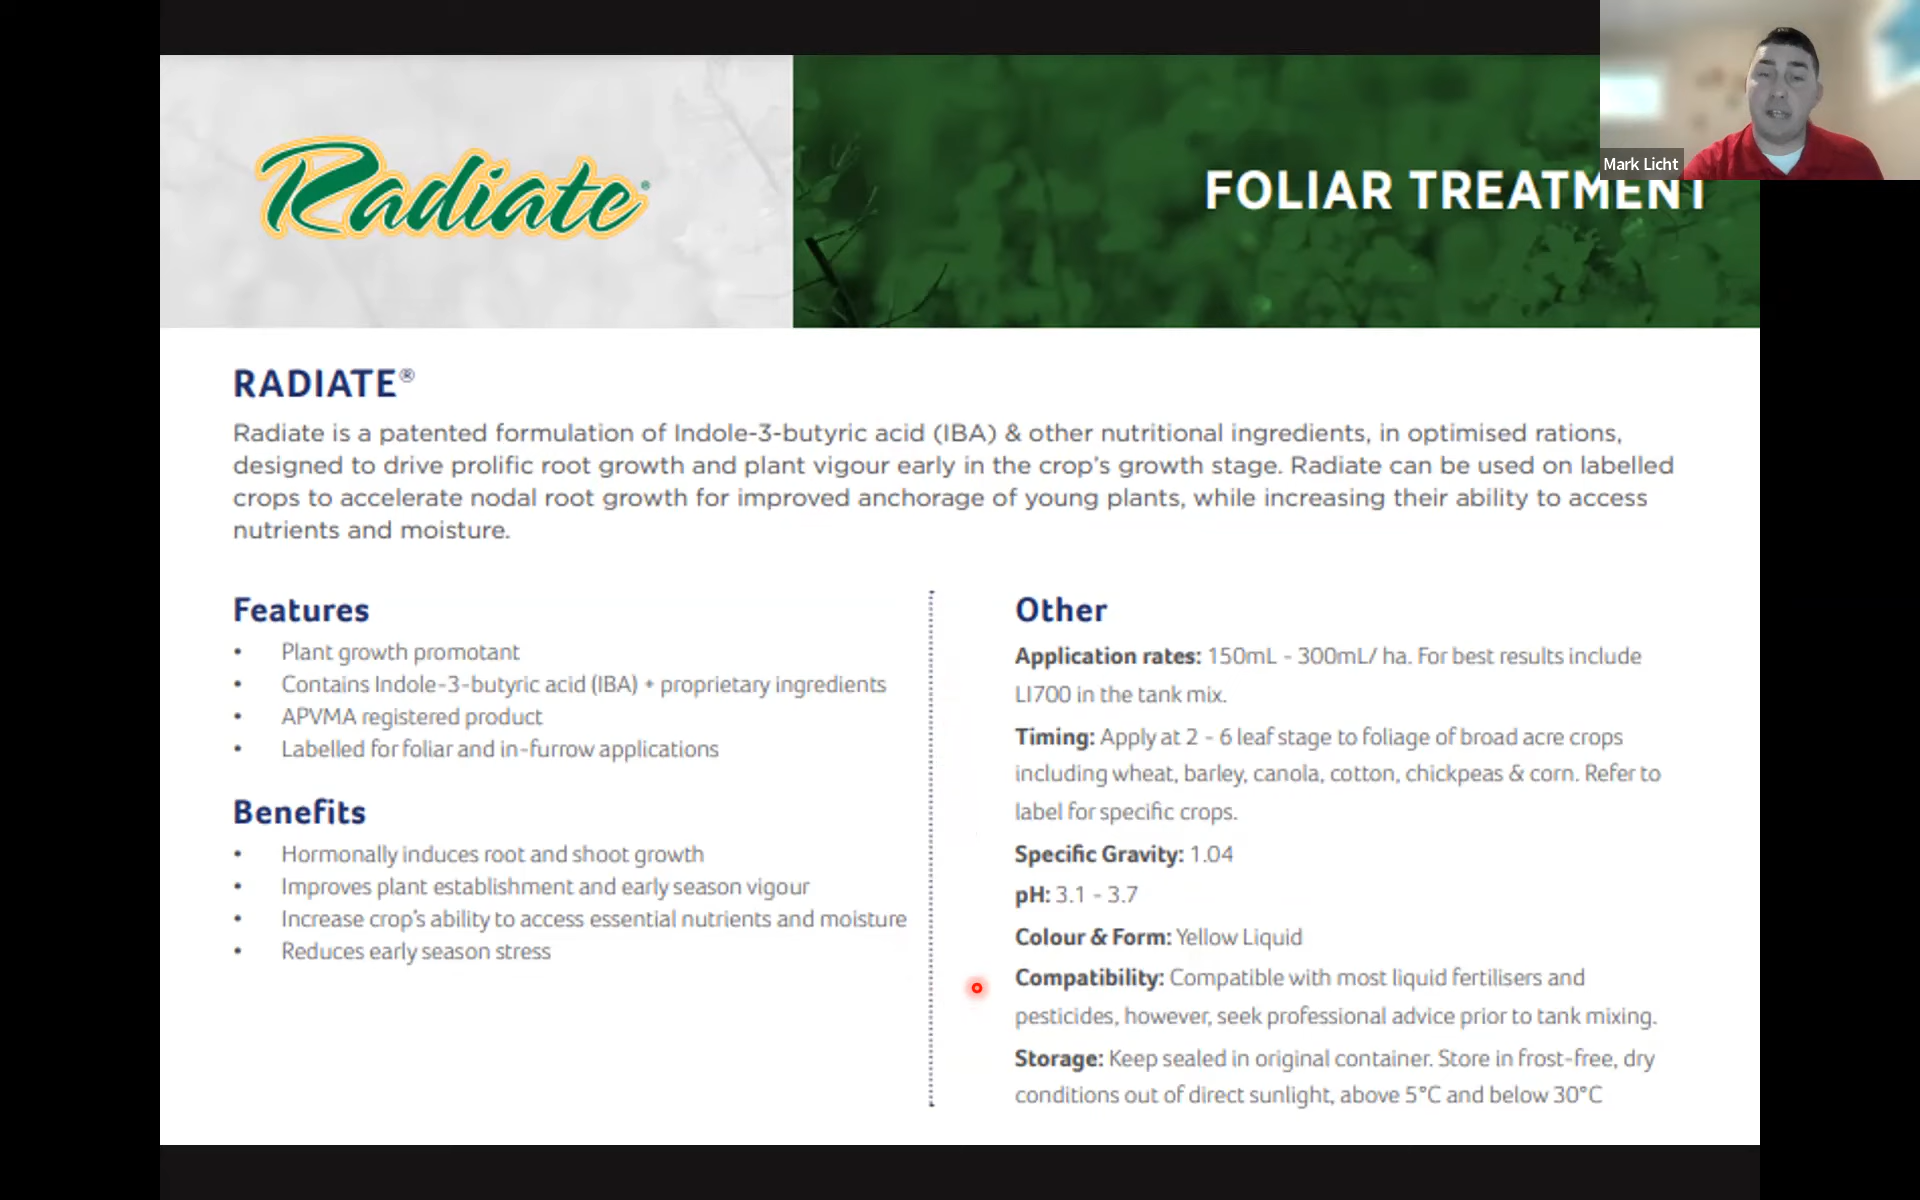 Radiate®
FOLIAR TREATMENT
Mark Licht
RADIATE®
Radiate is a patented formulation of Indole-3-butyric acid (IBA) & other nutritional ingredients, in optimised rations,
designed to drive prolific root growth and plant vigour early in the crop's growth stage. Radiate can be used on labelled
crops to accelerate nodal root growth for improved anchorage of young plants, while increasing their ability to access
nutrients and moisture.
Features
• Plant growth promotant
• Contains Indole-3-butyric acid (IBA) + proprietary ingredients
• APVMA registered product
• Labelled for foliar and in-furrow applications
Benefits
• Hormonally induces root and shoot growth
• Improves plant establishment and early season vigour
• Increase crop's ability to access essential nutrients and moisture
• Reduces early season stress
Other
Application rates: 150mL - 300mL/ ha. For best results include
LI700 in the tank mix.
Timing: Apply at 2 - 6 leaf stage to foliage of broad acre crops
including wheat, barley, canola, cotton, chickpeas & corn. Refer to
label for specific crops.
Specific Gravity: 1.04
pH: 3.1 - 3.7
Colour & Form: Yellow Liquid
Compatibility: Compatible with most liquid fertilisers and
pesticides, however, seek professional advice prior to tank mixing.
Storage: Keep sealed in original container. Store in frost-free, dry
conditions out of direct sunlight, above 5°C and below 30°C